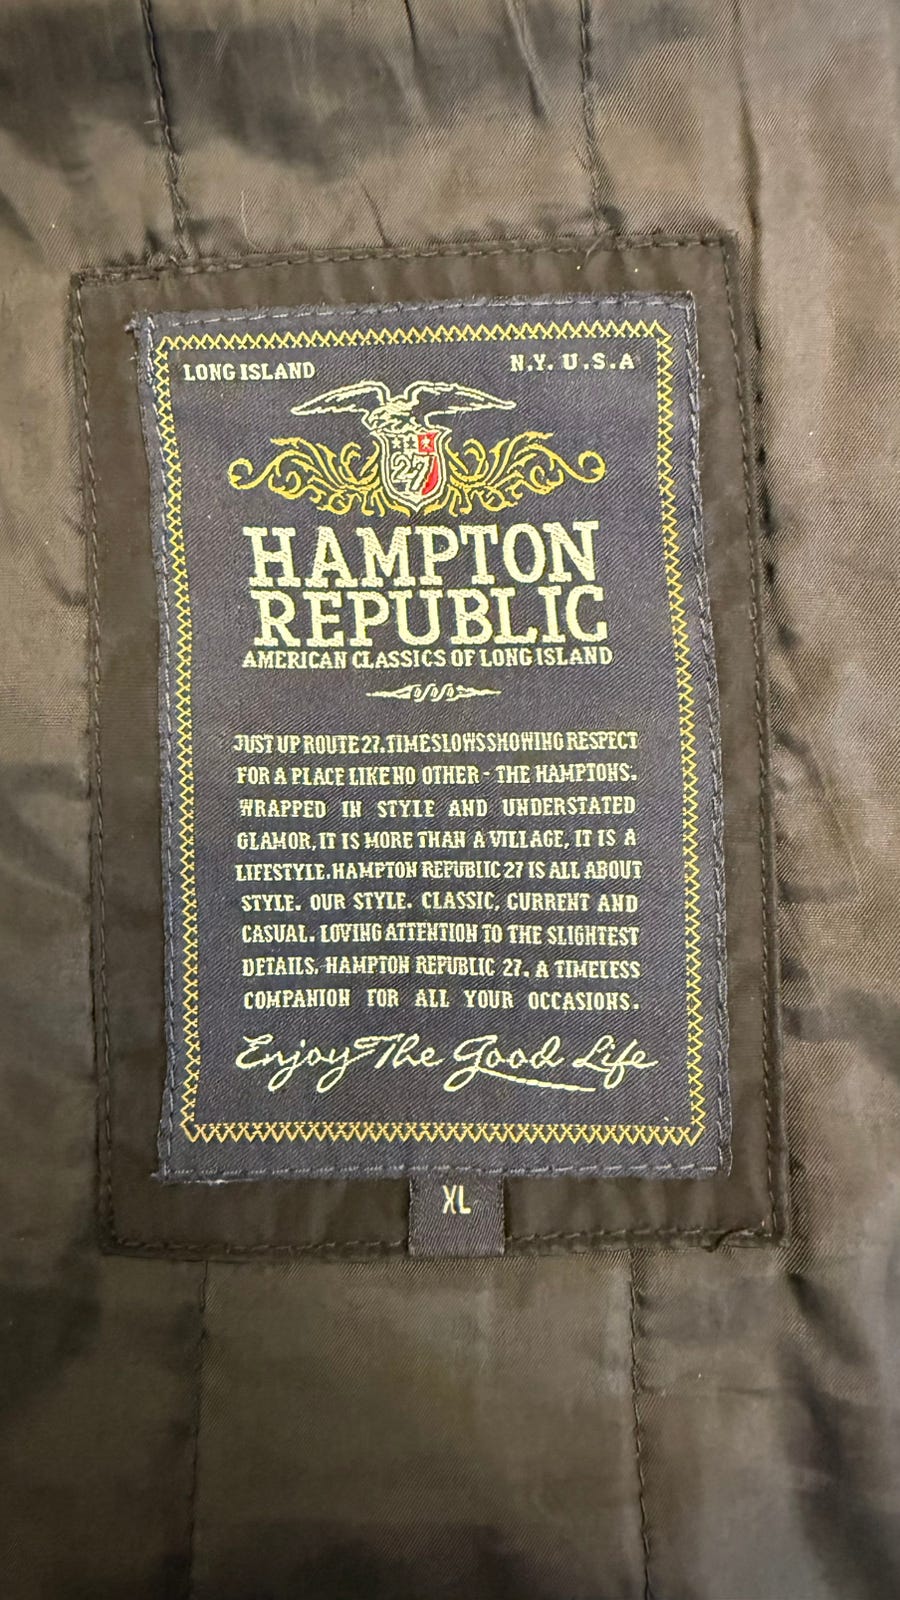 LONG ISLAND N.Y. U.S.A
27
HAMPTON
REPUBLIC
AMERICAN CLASSICS OF LONG ISLAND
JUST UP ROUTE 27. TIME SLOWS SHOWING RESPECT
FOR A PLACE LIKE NO OTHER - THE HAMPTONS.
WRAPPED IN STYLE AND UNDERSTATED
GLAMOR, IT IS MORE THAN A VILLAGE, IT IS A
LIFESTYLE. HAMPTON REPUBLIC 27 IS ALL ABOUT
STYLE. OUR STYLE. CLASSIC, CURRENT AND
CASUAL. LOVING ATTENTION TO THE SLIGHTEST
DETAILS. HAMPTON REPUBLIC 27. A TIMELESS
COMPANION FOR ALL YOUR OCCASIONS.
Enjoy The Good Life
XL